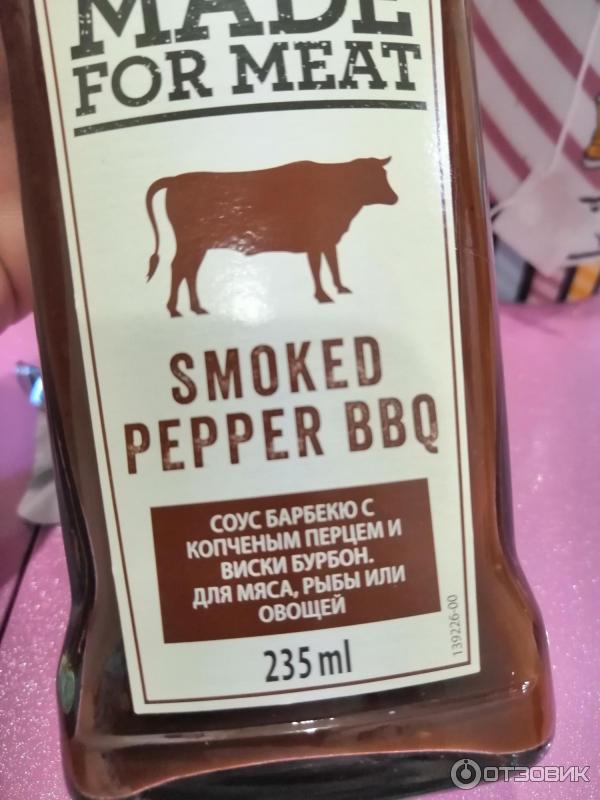 MADE
FOR MEAT
SMOKED
PEPPER BBQ
СОУС БАРБЕКЮ С
КОПЧЕНЫМ ПЕРЦЕМ И
ВИСКИ БУРБОН.
ДЛЯ МЯСА, РЫБЫ ИЛИ
ОВОЩЕЙ
235 ml
139226-00
ОТЗОВИК